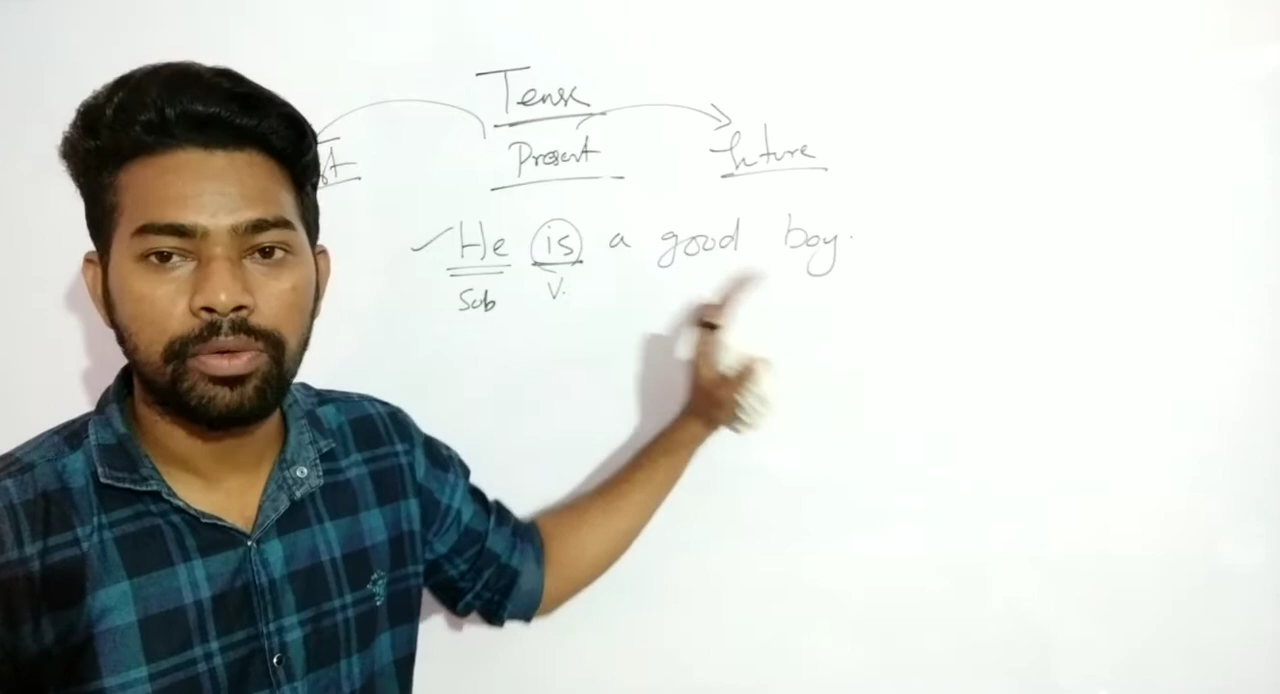 Tense
Present Future
He is a good boy.
Sub V.